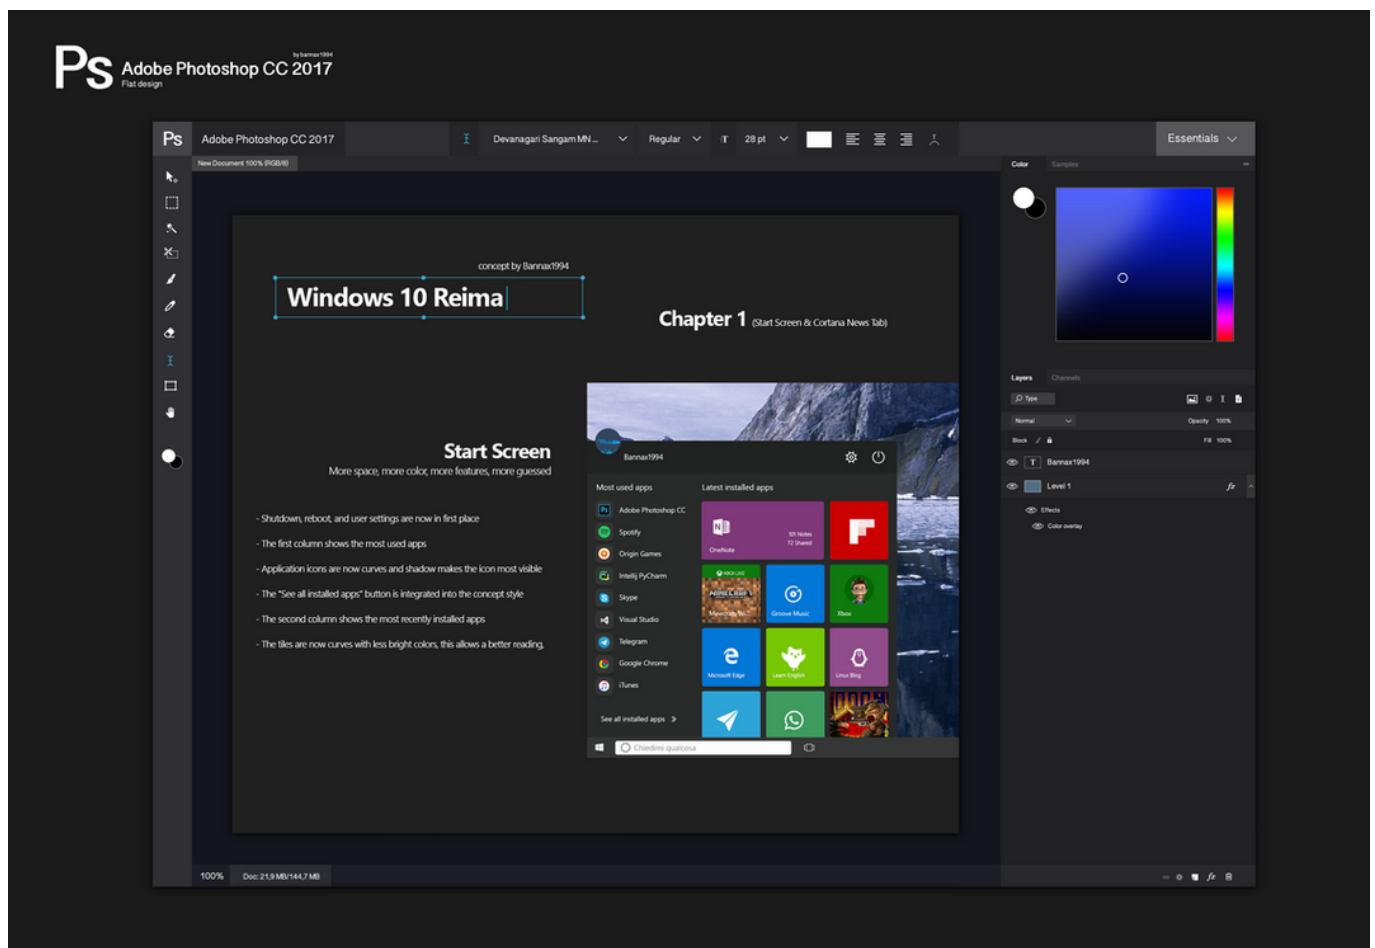 Ps
by bannax1994
Adobe Photoshop CC 2017
Flat design
Ps Adobe Photoshop CC 2017
Devanagari Sangam MN ... Regular T 28 pt
Essentials
New Document 100% (RGB/8)
Color Samples
concept by Bannax1994
Windows 10 Reima
Chapter 1 (Start Screen & Cortana News Tab)
Start Screen
More space, more color, more features, more guessed
- Shutdown, reboot, and user settings are now in first place
- The first column shows the most used apps
- Application icons are now curves and shadow makes the icon most visible
- The "See all installed apps" button is integrated into the concept style
- The second column shows the most recently installed apps
- The tiles are now curves with less bright colors, this allows a better reading,
Bannax1994
Most used apps
Ps Adobe Photoshop CC
Spotify
Origin Games
Intellij PyCharm
Skype
Visual Studio
Telegram
Google Chrome
iTunes
See all installed apps
Latest installed apps
N
101 Notes
72 Shared
OneNote
XBOX LIVE
MINECRAFT
Minecraft: Wi...
Groove Music
Xbox
Microsoft Edge
Learn English
Linux Blog
DOOM
Chiedimi qualcosa
Layers Channels
Type
Normal Opacity 100%
Block Fill 100%
T Bannax1994
Level 1 fx
Effects
Color overlay
100% Doc: 21,9 MB/144,7 MB
fx